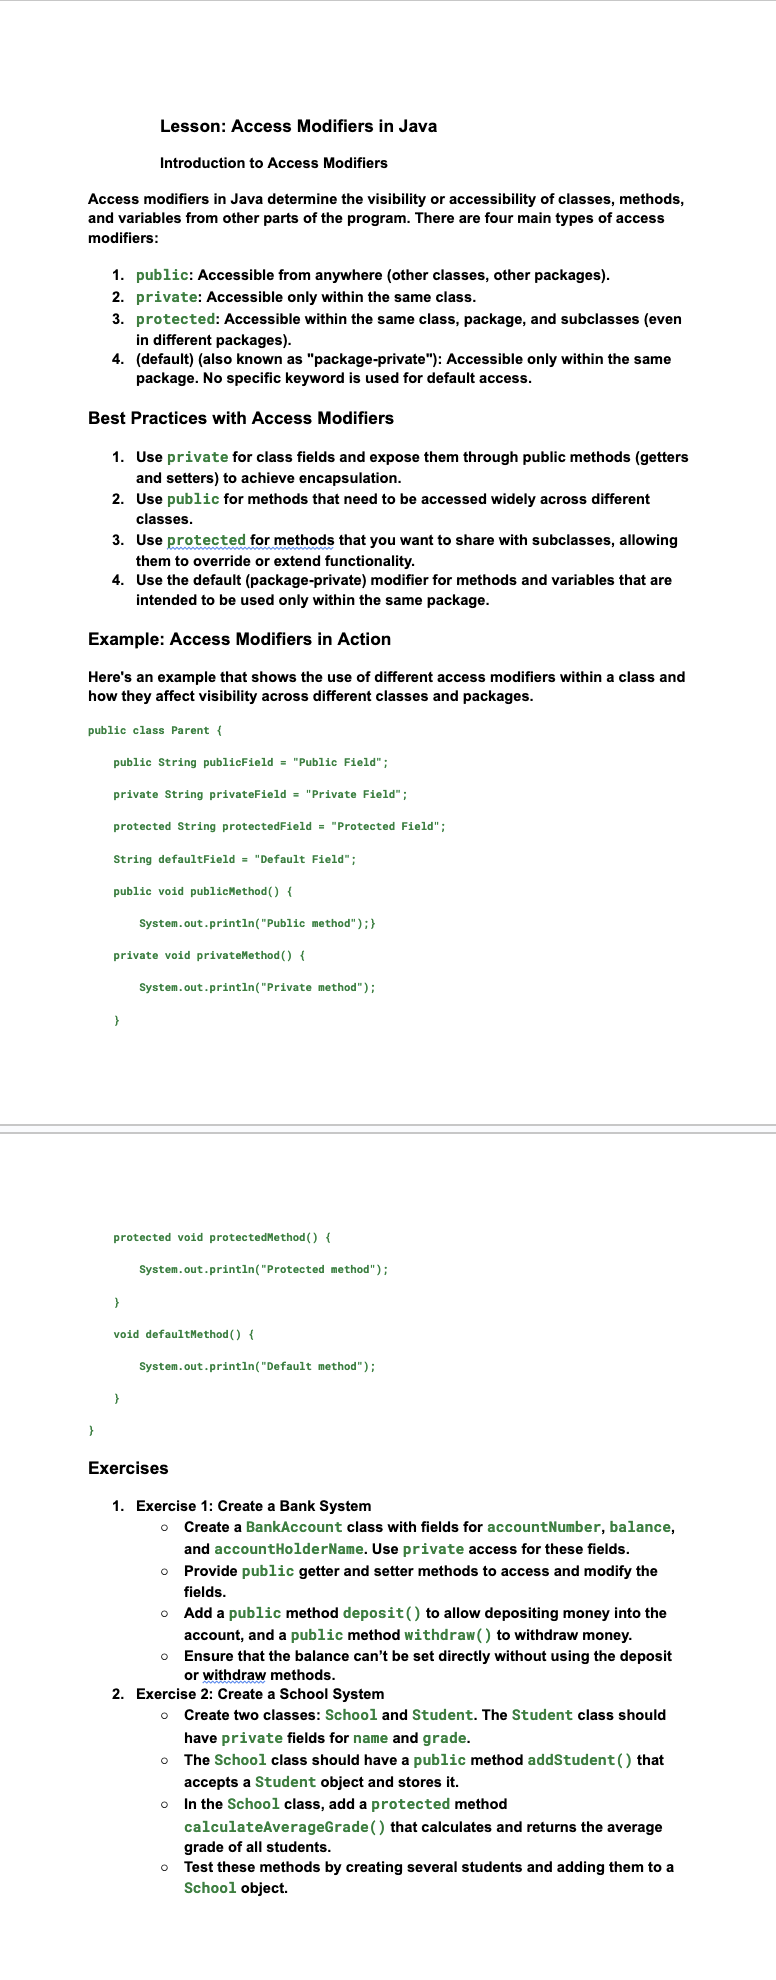 Lesson: Access Modifiers in Java
Introduction to Access Modifiers
Access modifiers in Java determine the visibility or accessibility of classes, methods,
and variables from other parts of the program. There are four main types of access
modifiers:
1. public: Accessible from anywhere (other classes, other packages).
2. private: Accessible only within the same class.
3. protected: Accessible within the same class, package, and subclasses (even
in different packages).
4. (default) (also known as "package-private"): Accessible only within the same
package. No specific keyword is used for default access.
Best Practices with Access Modifiers
1. Use private for class fields and expose them through public methods (getters
and setters) to achieve encapsulation.
2. Use public for methods that need to be accessed widely across different
classes.
3. Use protected for methods that you want to share with subclasses, allowing
them to override or extend functionality.
4. Use the default (package-private) modifier for methods and variables that are
intended to be used only within the same package.
Example: Access Modifiers in Action
Here's an example that shows the use of different access modifiers within a class and
how they affect visibility across different classes and packages.
public class Parent {
public String publicField = "Public Field";
private String privateField = "Private Field";
protected String protectedField = "Protected Field";
String defaultField = "Default Field";
public void publicMethod() {
System.out.println("Public method");}
private void privateMethod() {
System.out.println("Private method");
}
protected void protectedMethod() {
System.out.println("Protected method");
}
void defaultMethod() {
System.out.println("Default method");
}
}
Exercises
1. Exercise 1: Create a Bank System
○ Create a BankAccount class with fields for accountNumber, balance,
and accountHolderName. Use private access for these fields.
○ Provide public getter and setter methods to access and modify the
fields.
○ Add a public method deposit() to allow depositing money into the
account, and a public method withdraw() to withdraw money.
○ Ensure that the balance can’t be set directly without using the deposit
or withdraw methods.
2. Exercise 2: Create a School System
○ Create two classes: School and Student. The Student class should
have private fields for name and grade.
○ The School class should have a public method addStudent() that
accepts a Student object and stores it.
○ In the School class, add a protected method
calculateAverageGrade() that calculates and returns the average
grade of all students.
○ Test these methods by creating several students and adding them to a
School object.